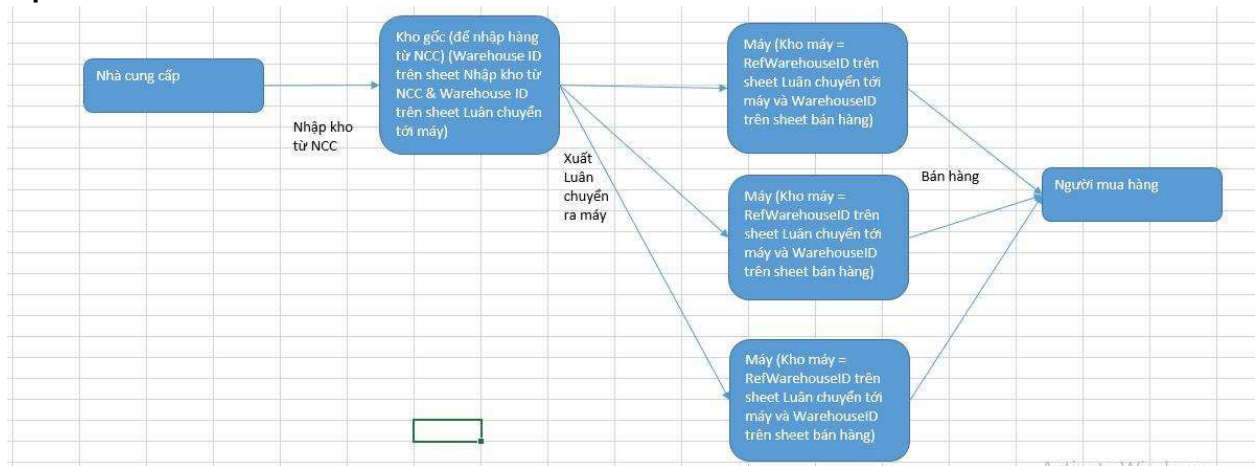 Nhà cung cấp
Nhập kho
từ NCC
Kho gốc (để nhập hàng
từ NCC) (Warehouse ID
trên sheet Nhập kho từ
NCC & Warehouse ID
trên sheet Luân chuyển
tới máy)
Xuất
Luân
chuyển
ra máy
Máy (Kho máy =
RefWarehouseID trên
sheet Luân chuyển tới
máy và WarehouseID
trên sheet bán hàng)
Máy (Kho máy =
RefWarehouseID trên
sheet Luân chuyển tới
máy và WarehouseID
trên sheet bán hàng)
Máy (Kho máy =
RefWarehouseID trên
sheet Luân chuyển tới
máy và WarehouseID
trên sheet bán hàng)
Bán hàng
Người mua hàng